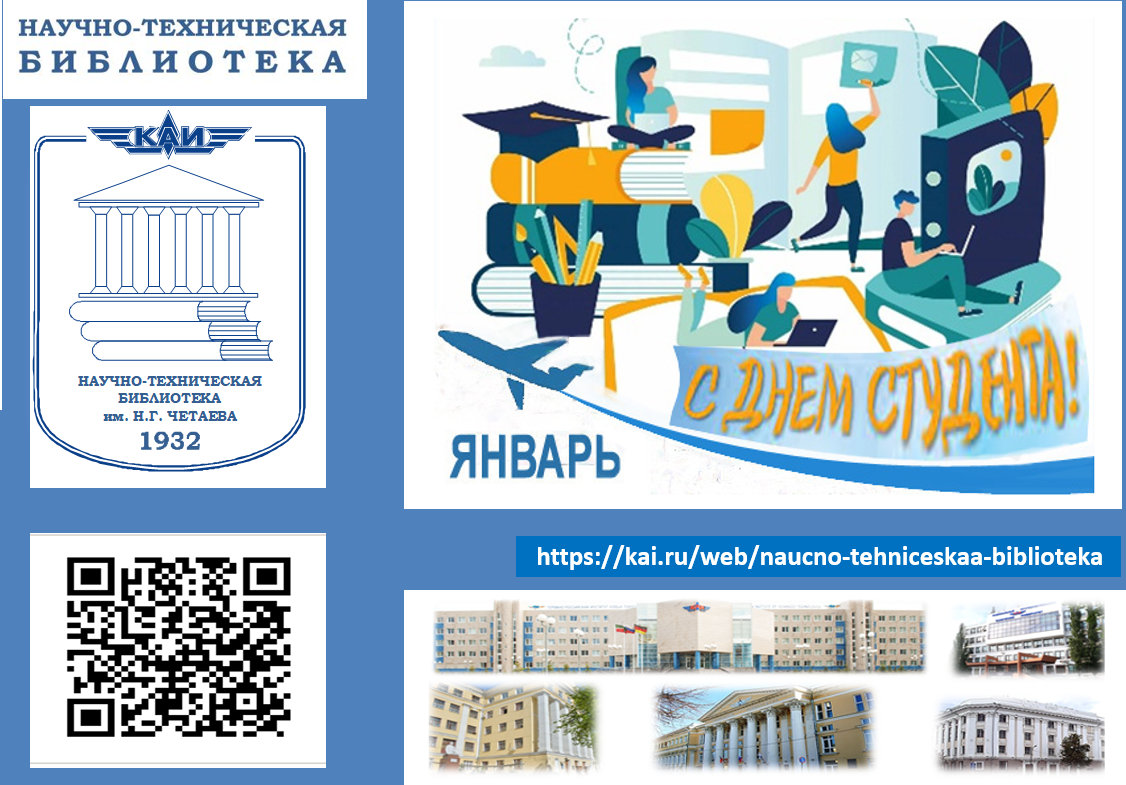 НАУЧНО-ТЕХНИЧЕСКАЯ
БИБЛИОТЕКА
КАИ
НАУЧНО-ТЕХНИЧЕСКАЯ
БИБЛИОТЕКА
им. Н.Г. ЧЕТАЕВА
1932
С ДНЕМ СТУДЕНТА!
ЯНВАРЬ
https://kai.ru/web/naucno-tehniceskaa-biblioteka